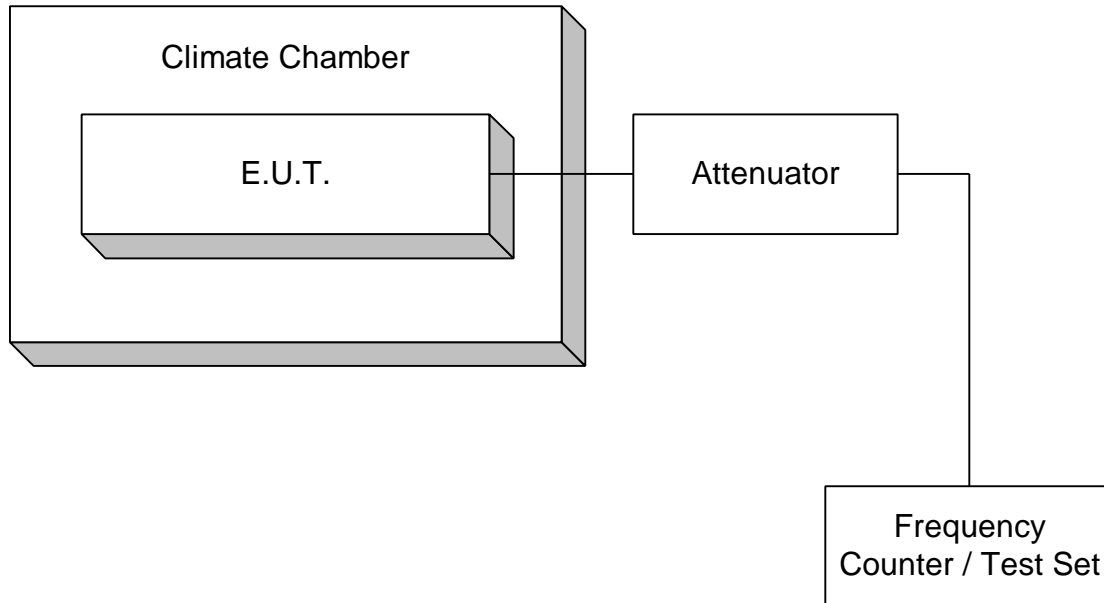 Climate Chamber
E.U.T.
Attenuator
Frequency
Counter / Test Set